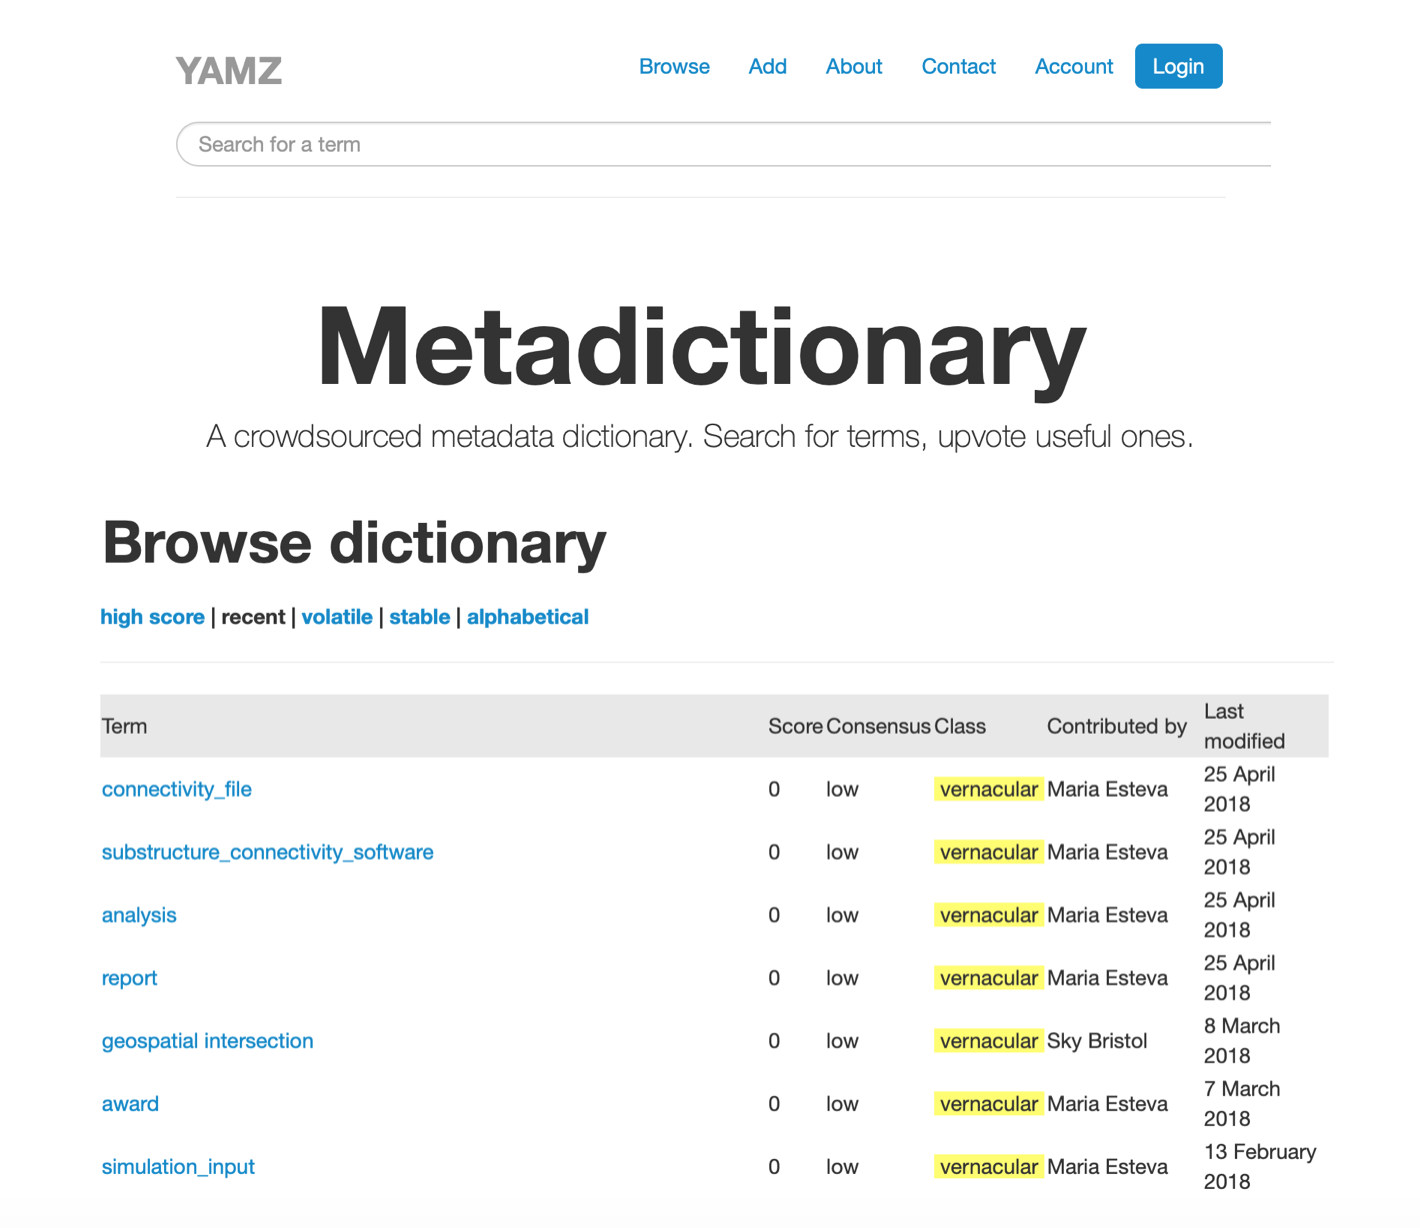 YAMZ
Browse Add About Contact Account Login
Search for a term
Metadictionary
A crowdsourced metadata dictionary. Search for terms, upvote useful ones.
Browse dictionary
high score | recent | volatile | stable | alphabetical
Term Score Consensus Class Contributed by Last modified
connectivity_file 0 low vernacular Maria Esteva 25 April 2018
substructure_connectivity_software 0 low vernacular Maria Esteva 25 April 2018
analysis 0 low vernacular Maria Esteva 25 April 2018
report 0 low vernacular Maria Esteva 25 April 2018
geospatial intersection 0 low vernacular Sky Bristol 8 March 2018
award 0 low vernacular Maria Esteva 7 March 2018
simulation_input 0 low vernacular Maria Esteva 13 February 2018